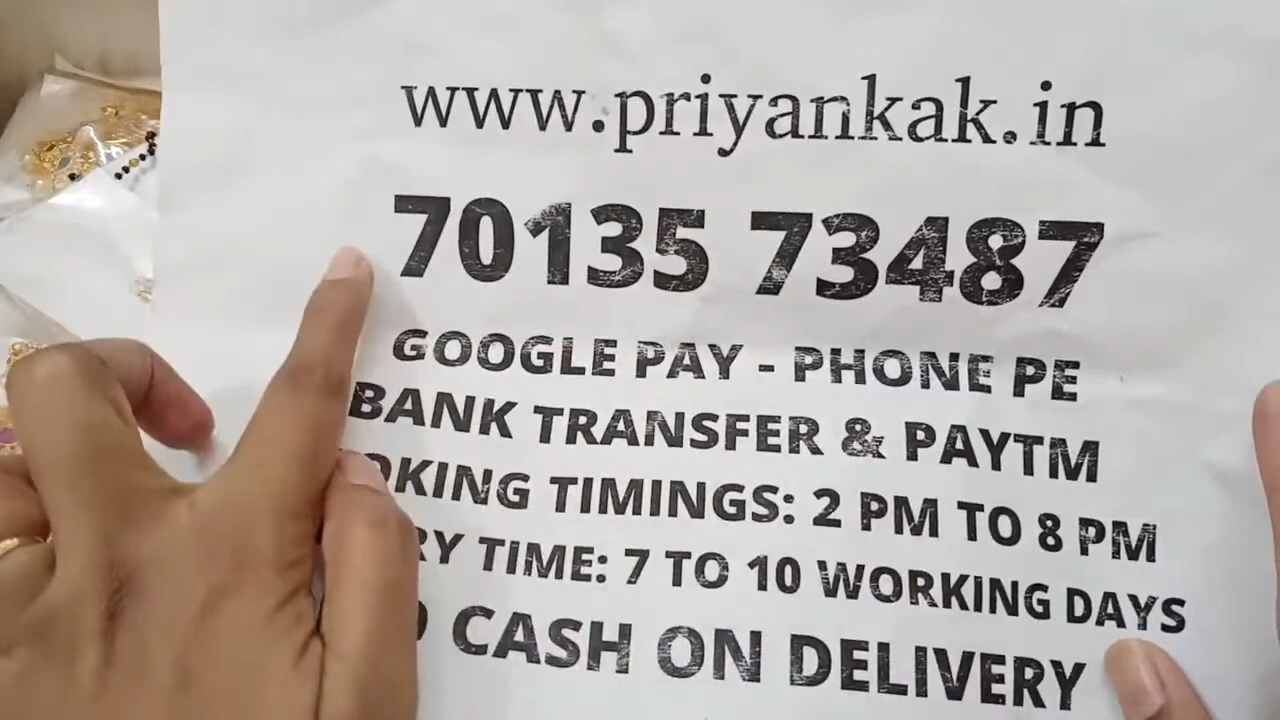 www.priyankak.in
70135 73487
GOOGLE PAY - PHONE PE
BANK TRANSFER & PAYTM
OKING TIMINGS: 2 PM TO 8 PM
RY TIME: 7 TO 10 WORKING DAYS
CASH ON DELIVERY